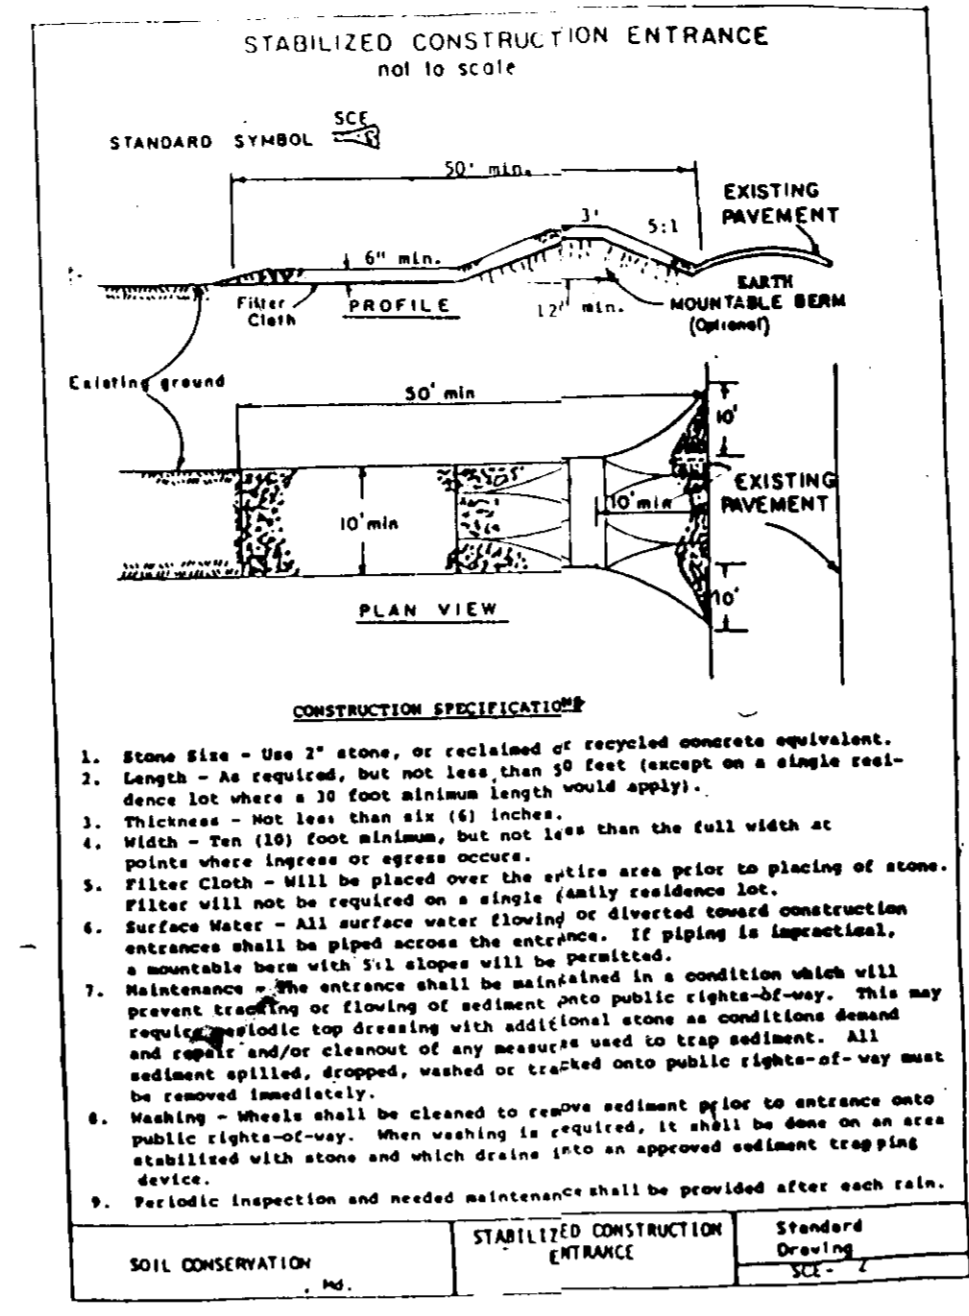 STABILIZED CONSTRUCTION ENTRANCE
not to scale
STANDARD SYMBOL SCE
50' min.
EXISTING
PAVEMENT
3'
5:1
6" min.
Filter
Cloth
PROFILE
12' min.
EARTH
MOUNTABLE BERM
(Optional)
Existing ground
50' min
10'
10' min
10' min
EXISTING
PAVEMENT
10'
PLAN VIEW
CONSTRUCTION SPECIFICATIONS
1. Stone Size - Use 2" stone, or reclaimed or recycled concrete equivalent.
2. Length - As required, but not less than 50 feet (except on a single resi-
dence lot where a 30 foot minimum length would apply).
3. Thickness - Not less than six (6) inches.
4. Width - Ten (10) foot minimum, but not less than the full width at
points where ingress or egress occurs.
5. Filter Cloth - Will be placed over the entire area prior to placing of stone.
Filter will not be required on a single family residence lot.
6. Surface Water - All surface water flowing or diverted toward construction
entrances shall be piped across the entrance. If piping is impractical,
a mountable berm with 5:1 slopes will be permitted.
7. Maintenance - The entrance shall be maintained in a condition which will
prevent tracking or flowing of sediment onto public rights-of-way. This may
require periodic top dressing with additional stone as conditions demand
and repair and/or cleanout of any measures used to trap sediment. All
sediment spilled, dropped, washed or tracked onto public rights-of-way must
be removed immediately.
8. Washing - Wheels shall be cleaned to remove sediment prior to entrance onto
public rights-of-way. When washing is required, it shall be done on an area
stabilized with stone and which drains into an approved sediment trapping
device.
9. Periodic inspection and needed maintenance shall be provided after each rain.
SOIL CONSERVATION
, Md.
STABILIZED CONSTRUCTION
ENTRANCE
Standard
Drawing
SCE-